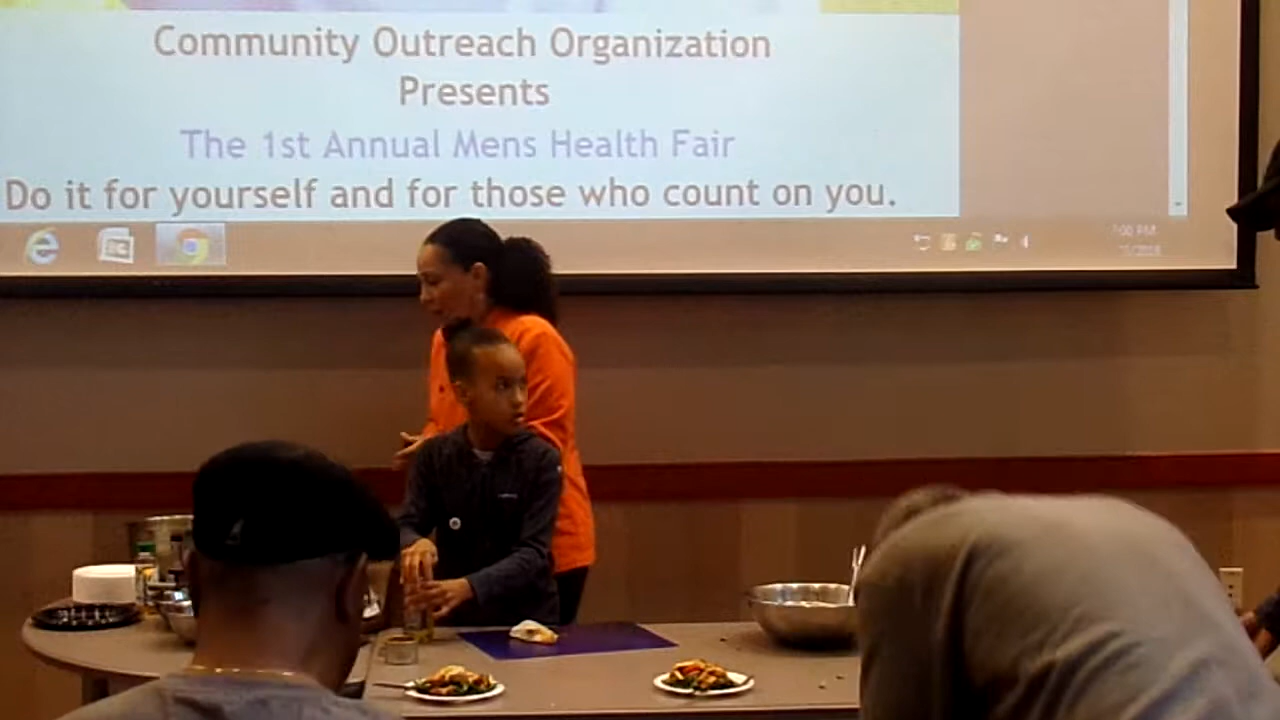 Community Outreach Organization
Presents
The 1st Annual Mens Health Fair
Do it for yourself and for those who count on you.